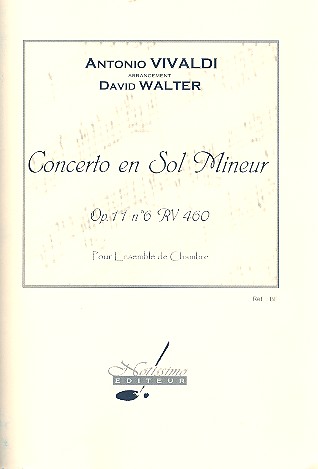 ANTONIO VIVALDI
ARRANGEMENT
DAVID WALTER
Concerto en Sol Mineur
Op.11 n°6 RV 460
Pour Ensemble de Chambre
Notissimo
EDITEUR